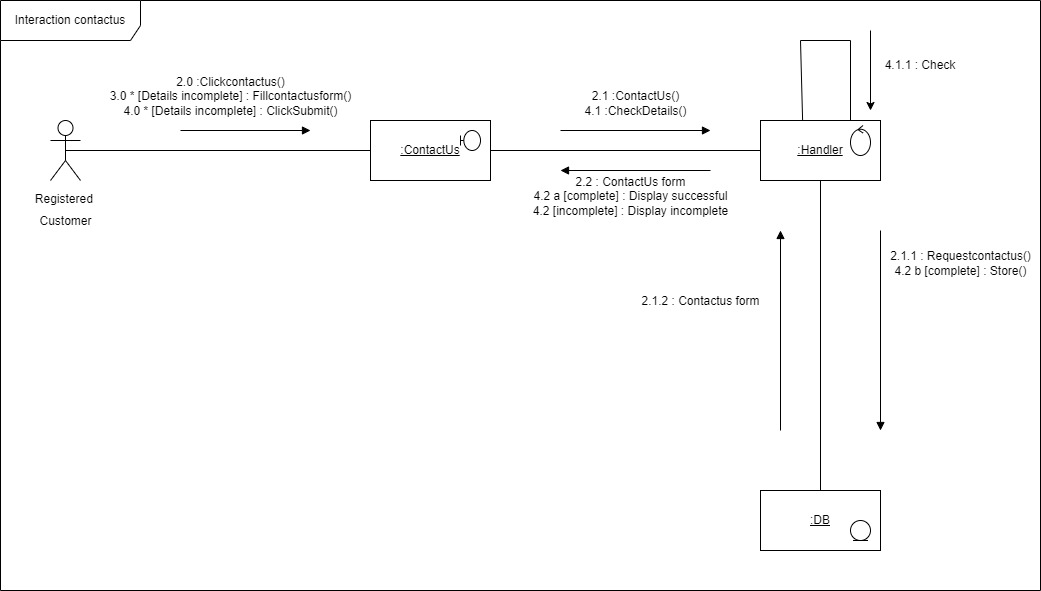 Interaction contactus
4.1.1 : Check
2.0 :Clickcontactus()
3.0 * [Details incomplete] : Fillcontactusform()
4.0 * [Details incomplete] : ClickSubmit()
2.1 :ContactUs()
4.1 :CheckDetails()
:ContactUs
:Handler
2.2 : ContactUs form
4.2 a [complete] : Display successful
4.2 [incomplete] : Display incomplete
Registered
Customer
2.1.1 : Requestcontactus()
4.2 b [complete] : Store()
2.1.2 : Contactus form
:DB